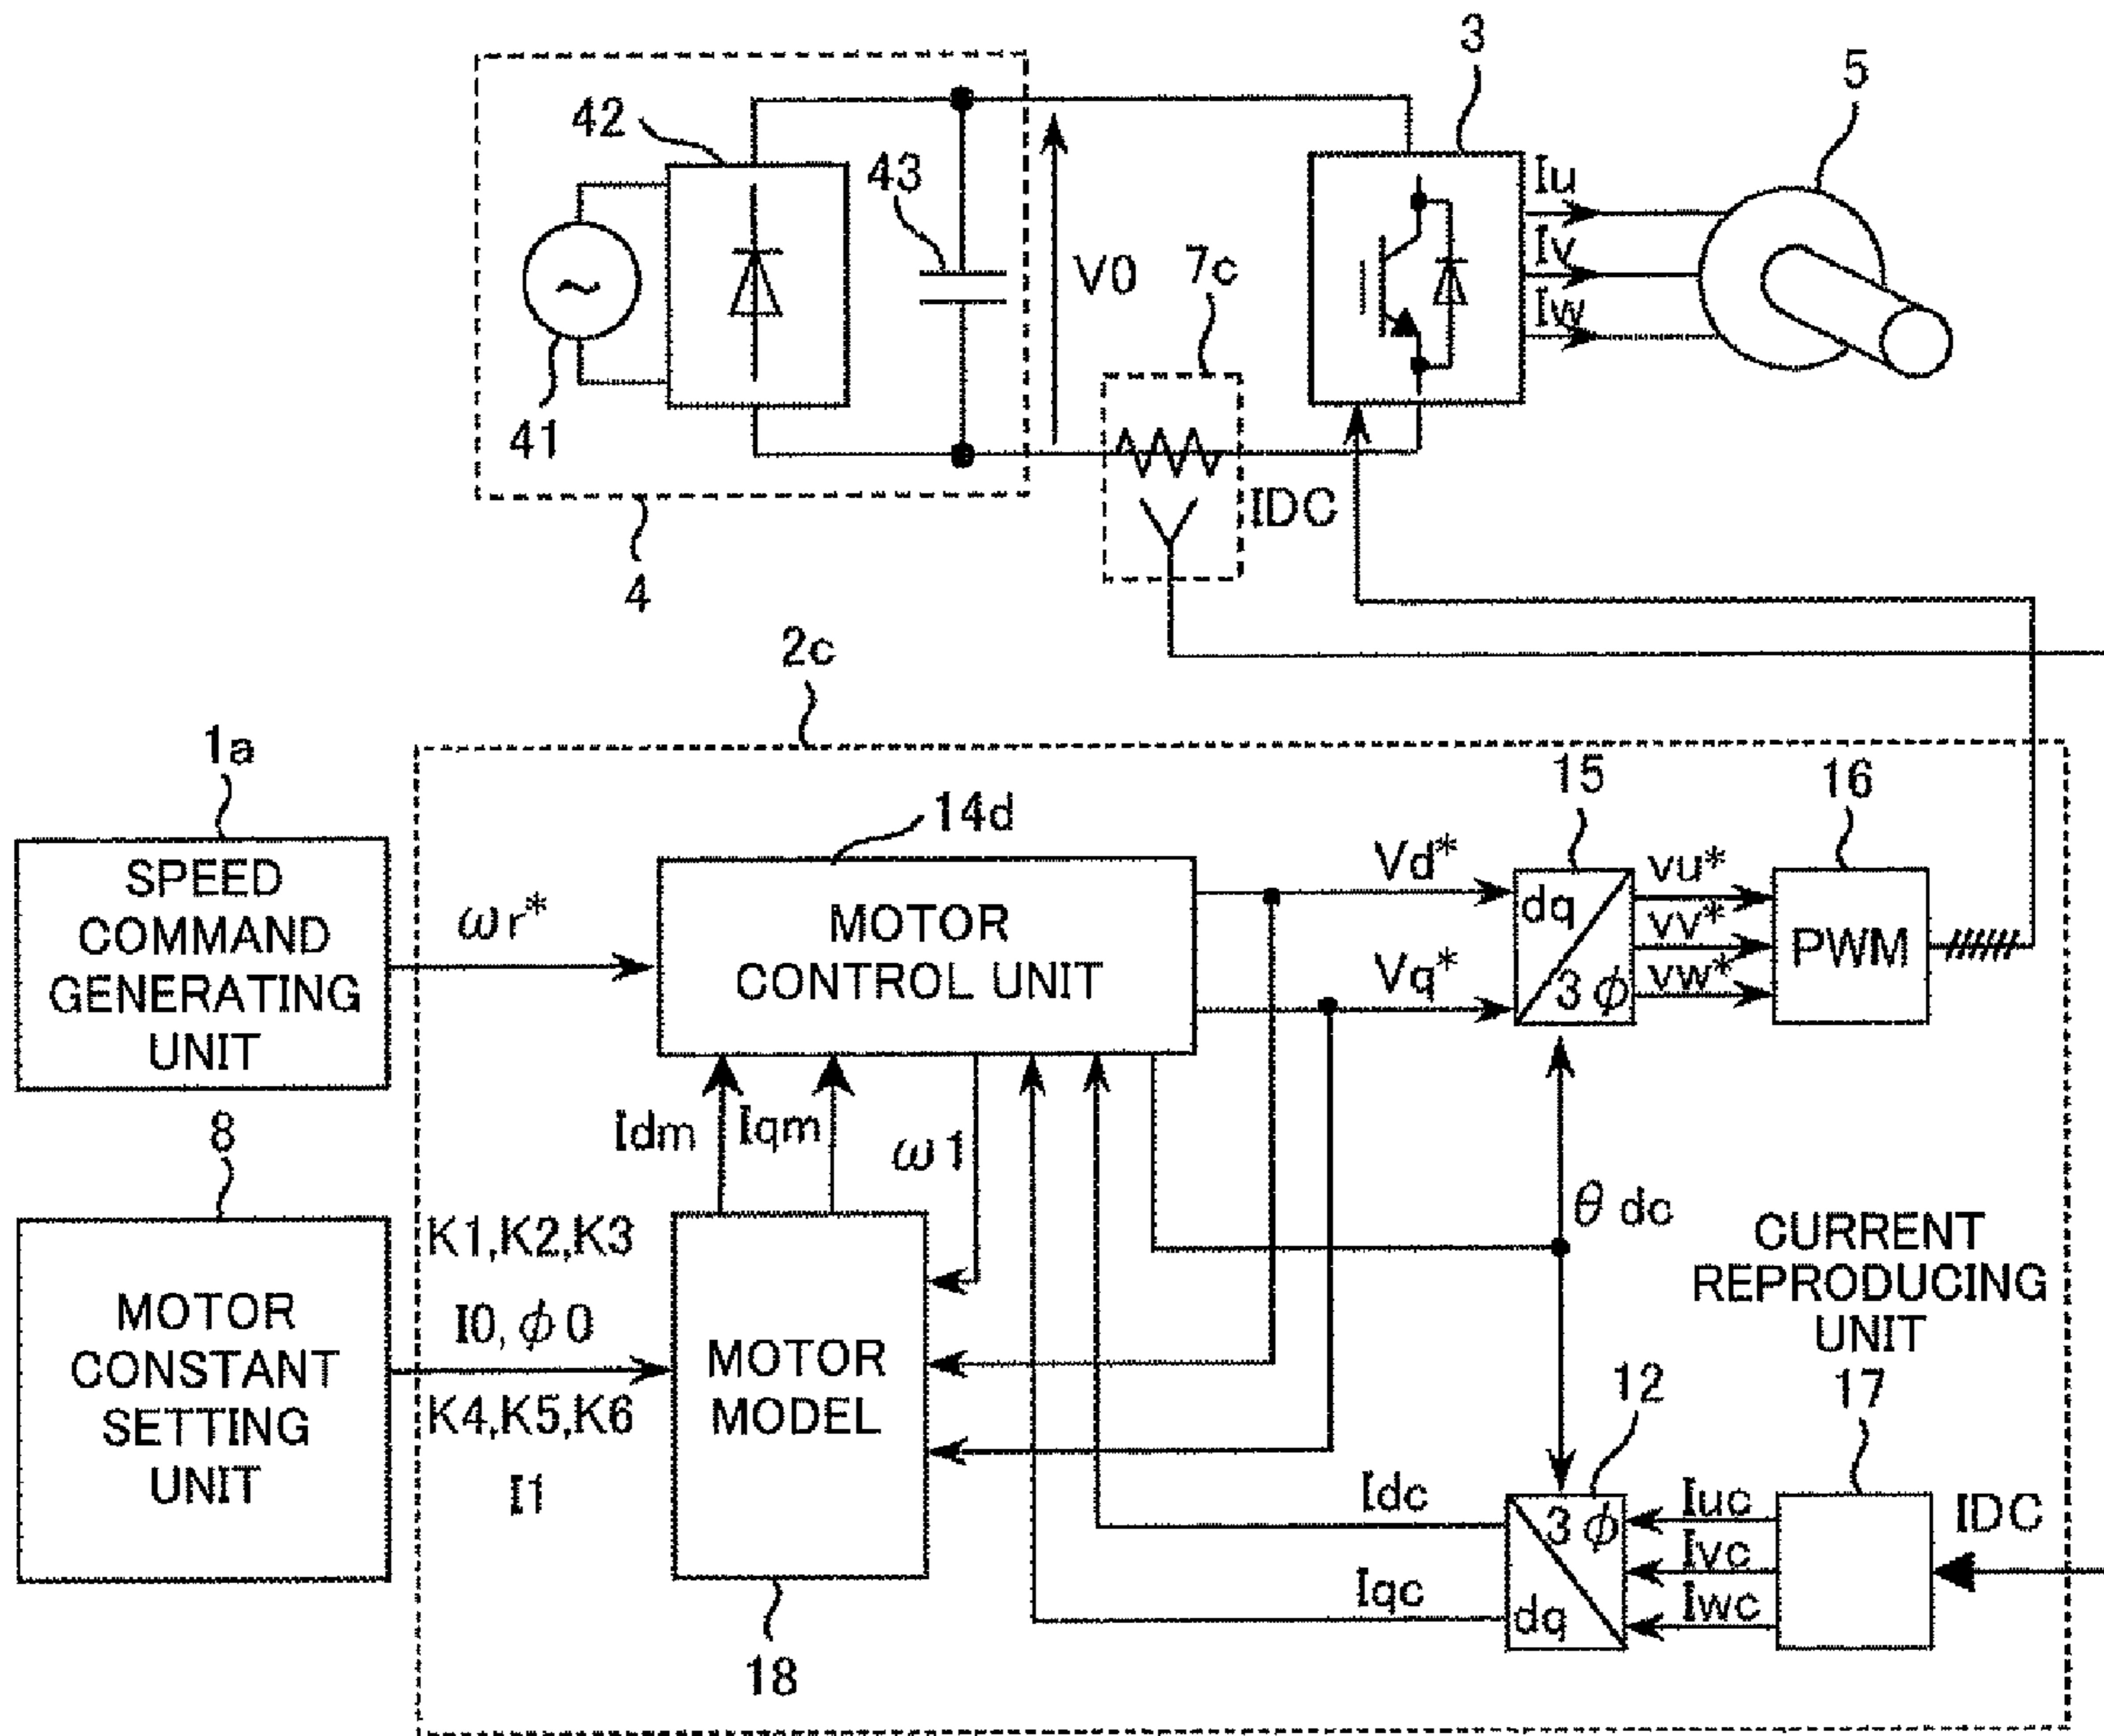 3
5
42
43
Iu
Iv
Iw
~
V0
7c
41
IDC
4
2c
1a
15
16
14d
SPEED
COMMAND
GENERATING
UNIT
ωr*
MOTOR
CONTROL UNIT
Vd*
Vq*
dq
3φ
vu*
vv*
vw*
PWM
8
Idm
Iqm
ω1
θdc
CURRENT
REPRODUCING
UNIT
MOTOR
CONSTANT
SETTING
UNIT
K1,K2,K3
I0,φ0
K4,K5,K6
I1
MOTOR
MODEL
12
17
Idc
Iqc
3φ
dq
Iuc
Ivc
Iwc
IDC
18